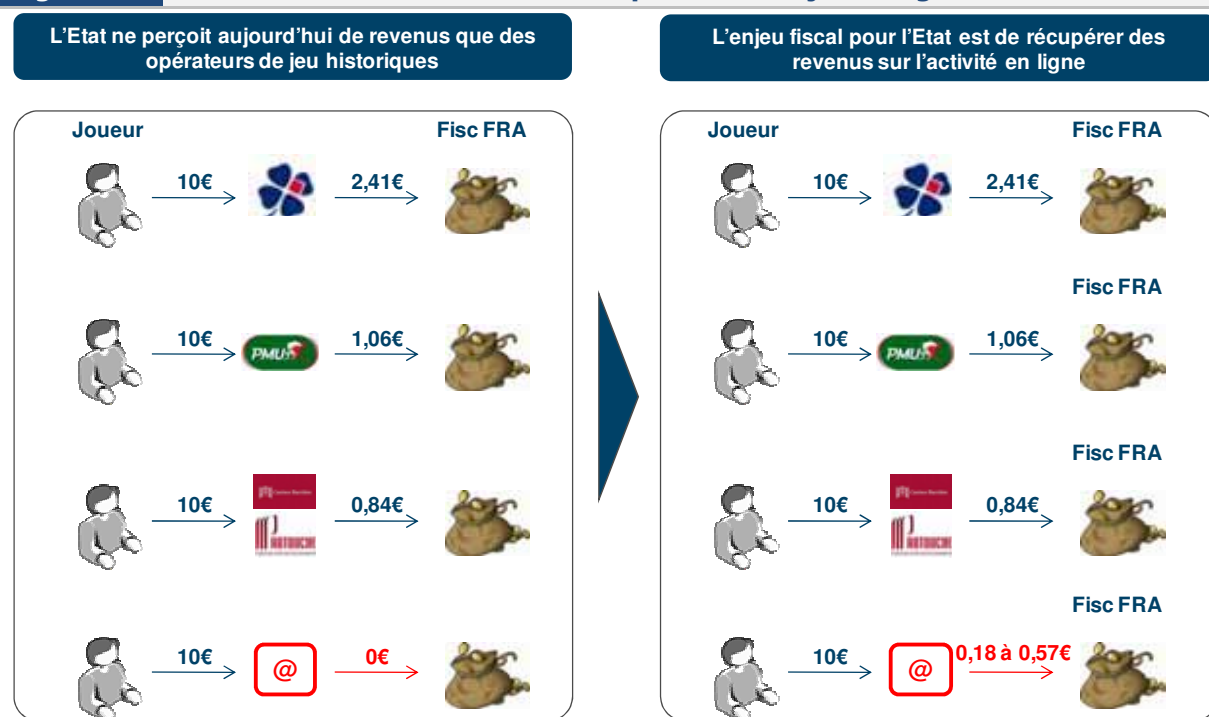 L'Etat ne perçoit aujourd'hui de revenus que des
opérateurs de jeu historiques
Joueur Fisc FRA
10€ 2,41€
10€ PMU 1,06€
10€ 0,84€
PARTOUCHE
10€ @ 0€
L'enjeu fiscal pour l'Etat est de récupérer des
revenus sur l'activité en ligne
Joueur Fisc FRA
10€ 2,41€
Fisc FRA
10€ PMU 1,06€
Fisc FRA
10€ 0,84€
PARTOUCHE
Fisc FRA
10€ @ 0,18 à 0,57€